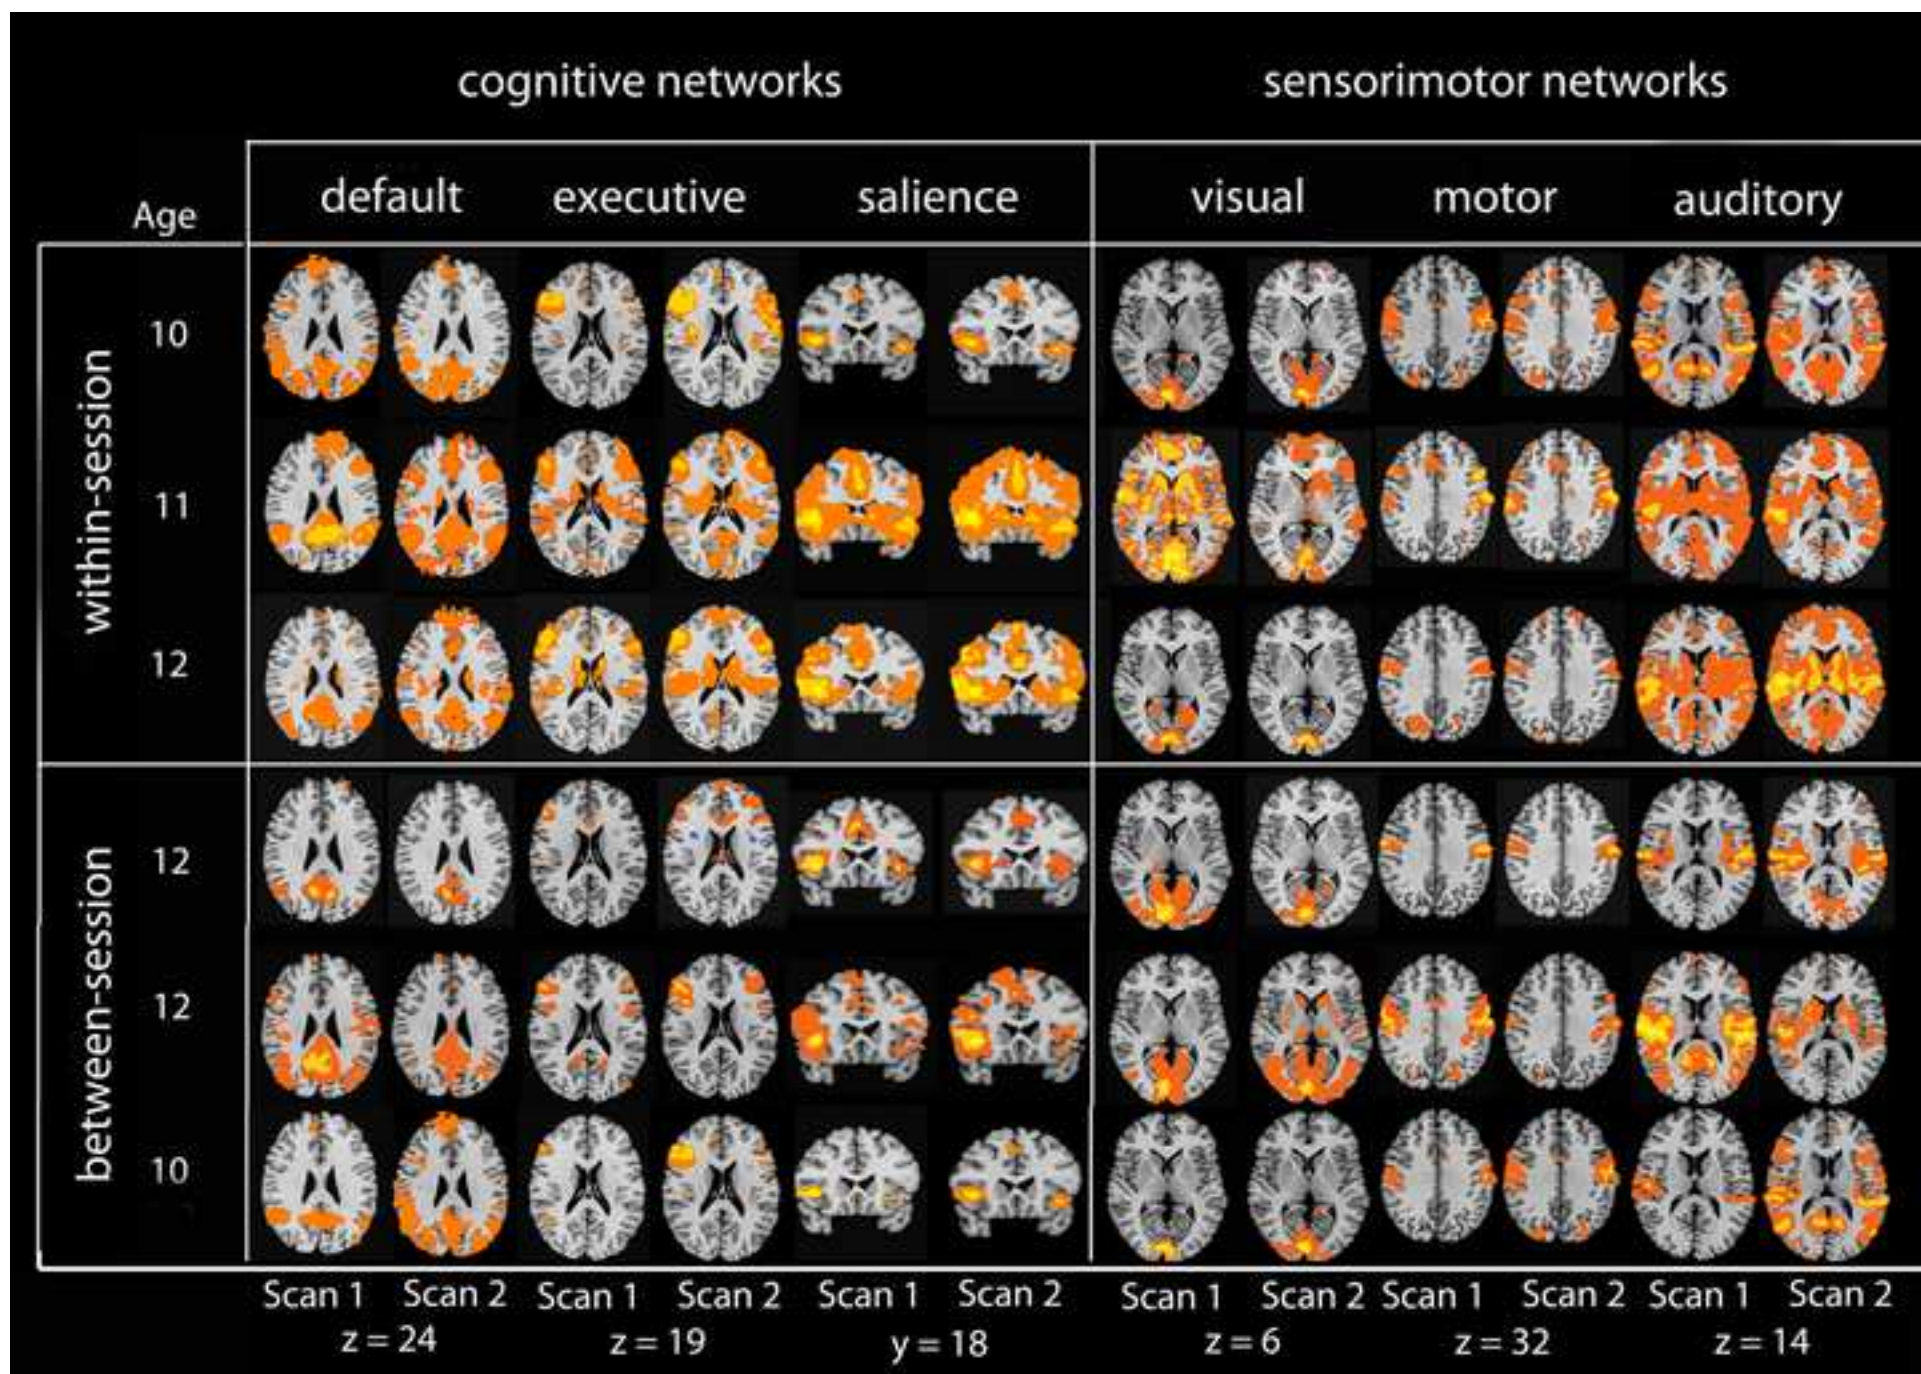 cognitive networks sensorimotor networks
Age default executive salience visual motor auditory
within-session
10
11
12
between-session
12
12
10
Scan 1 Scan 2 Scan 1 Scan 2 Scan 1 Scan 2 Scan 1 Scan 2 Scan 1 Scan 2 Scan 1 Scan 2
z = 24 z = 19 y = 18 z = 6 z = 32 z = 14